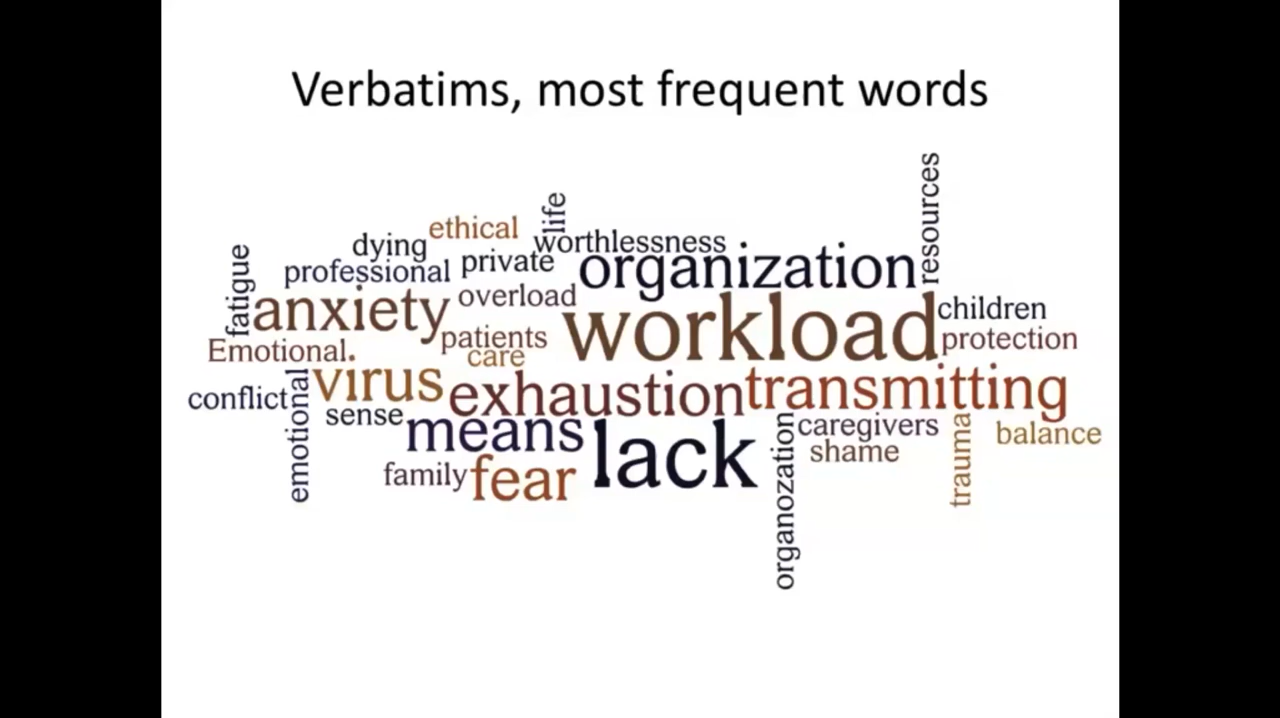 Verbatims, most frequent words
resources
life
ethical
dying
worthlessness
fatigue
professional
private
organization
anxiety
overload
workload
children
patients
protection
Emotional.
care
virus
exhaustion
transmitting
conflict
emotional
sense
means
lack
organozation
caregivers
shame
trauma
balance
family
fear